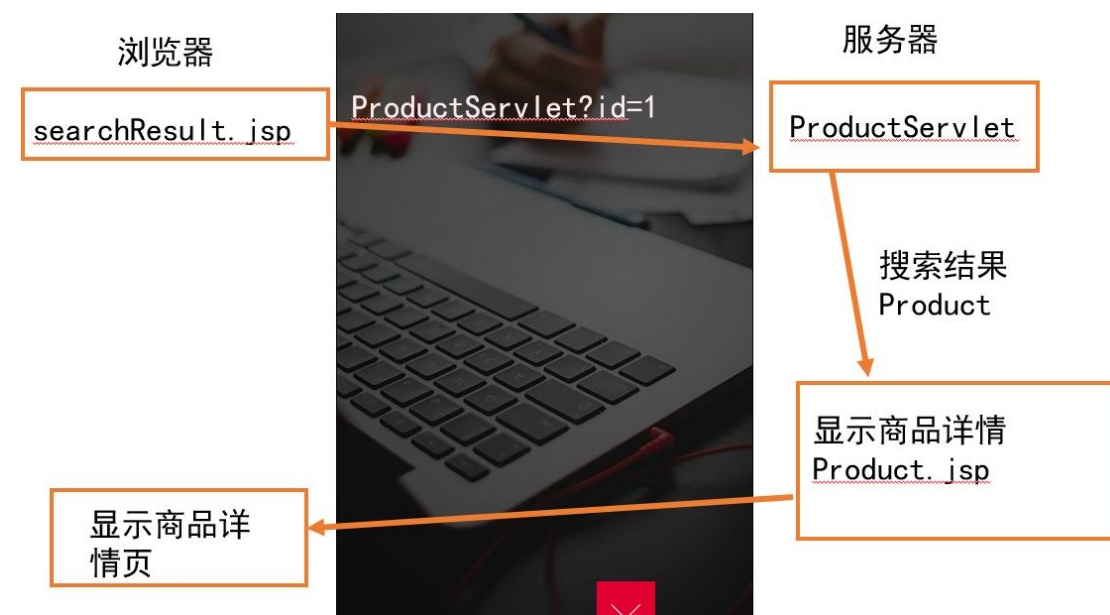 浏览器
服务器
searchResult.jsp
ProductServlet?id=1
ProductServlet
搜索结果
Product
显示商品详情
Product.jsp
显示商品详
情页